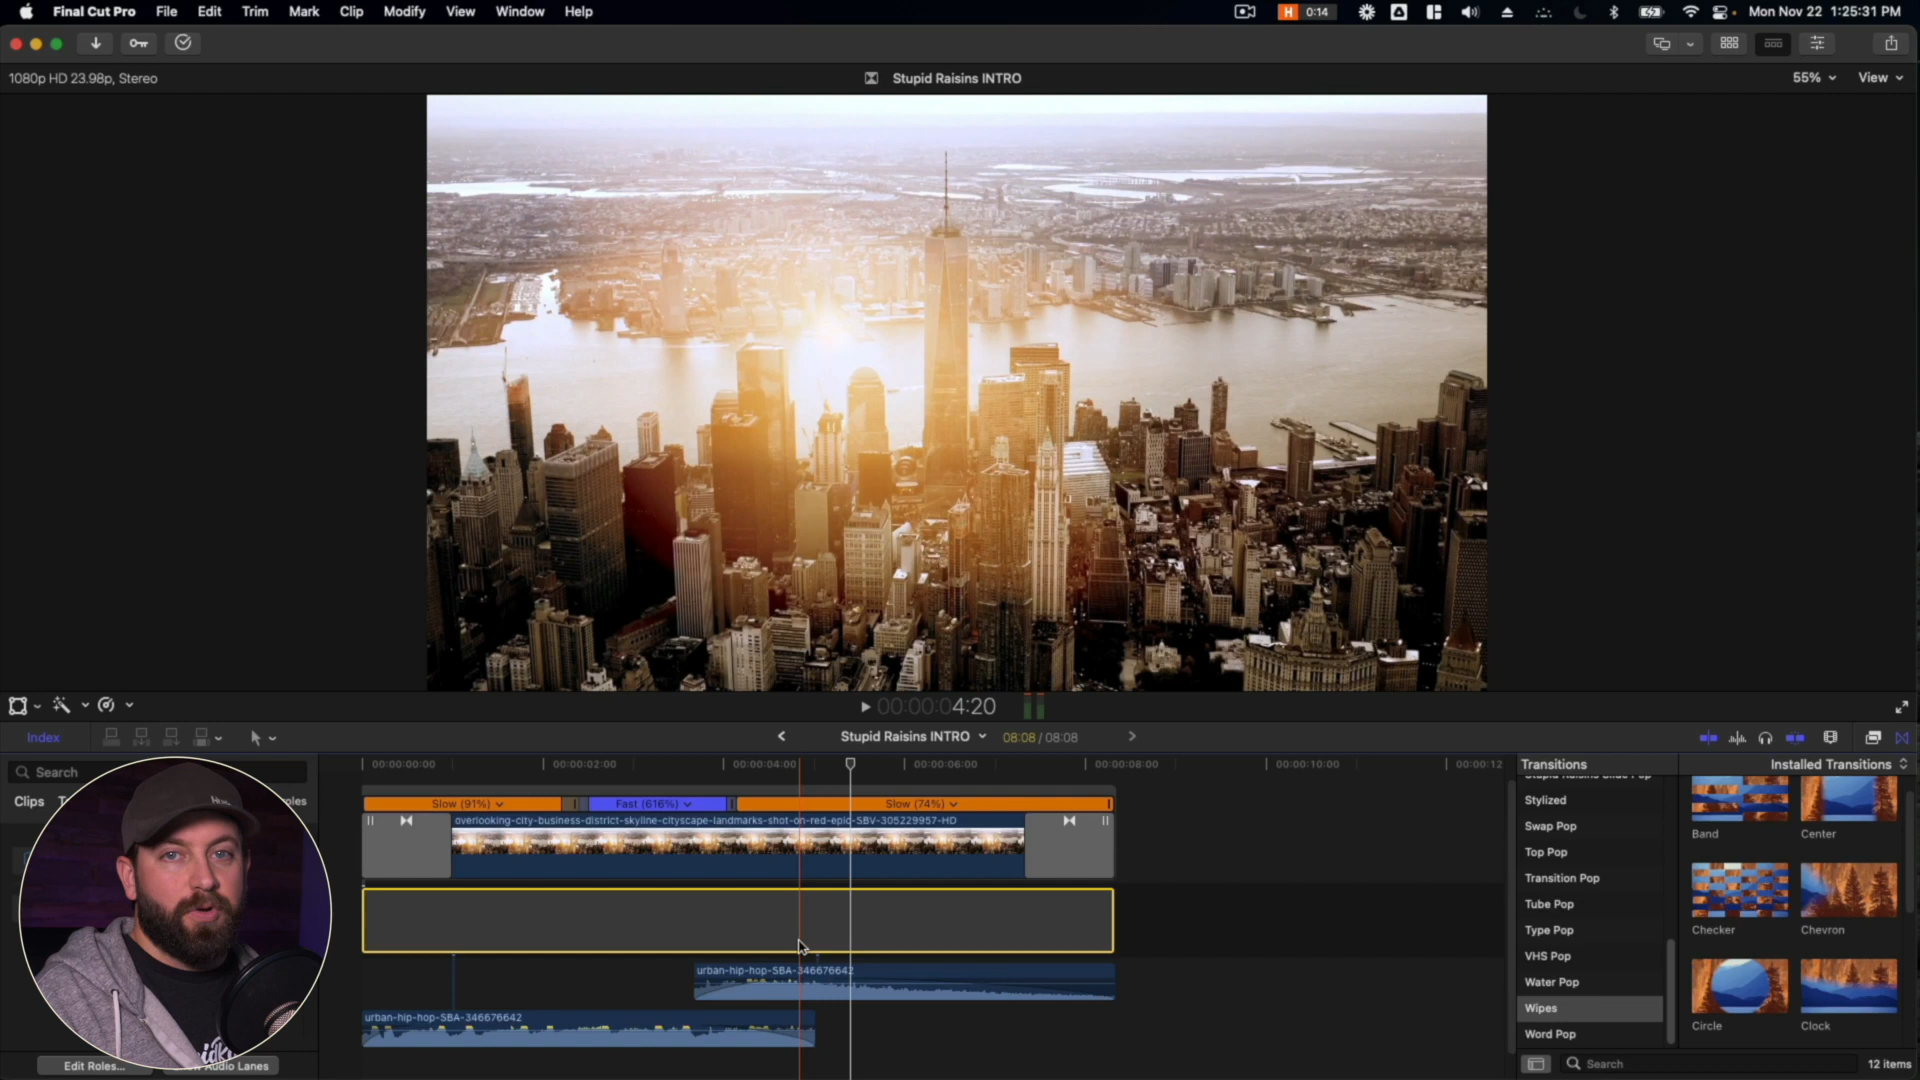 Final Cut Pro File Edit Trim Mark Clip Modify View Window Help
H 0:14
Mon Nov 22 1:25:31 PM
1080p HD 23.98p, Stereo
Stupid Raisins INTRO
55%
View
00:00:04:20
Index
Stupid Raisins INTRO
08:08 / 08:08
Search
Clips
00:00:00:00
00:00:02:00
00:00:04:00
00:00:06:00
00:00:08:00
00:00:10:00
00:00:12
Slow (91%)
Fast (616%)
Slow (74%)
overlooking-city-business-district-skyline-cityscape-landmarks-shot-on-red-epic-SBV-305229957-HD
urban-hip-hop-SBA-346676642
urban-hip-hop-SBA-346676642
Edit Roles...
Audio Lanes
Transitions
Installed Transitions
Stylized
Swap Pop
Top Pop
Transition Pop
Tube Pop
Type Pop
VHS Pop
Water Pop
Wipes
Word Pop
Band
Center
Checker
Chevron
Circle
Clock
Search
12 items